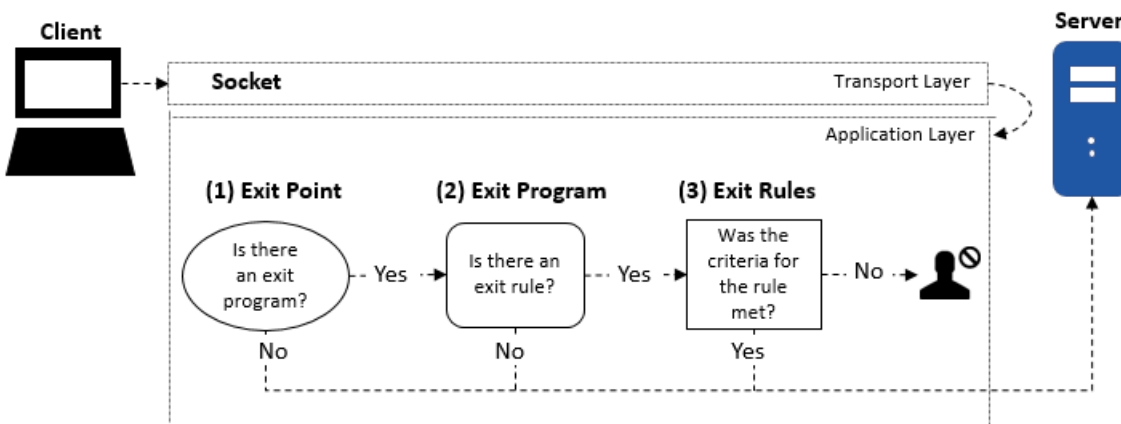 Client
Server
Socket
Transport Layer
Application Layer
(1) Exit Point
(2) Exit Program
(3) Exit Rules
Is there
an exit
program?
Yes
Is there an
exit rule?
Yes
Was the
criteria for
the rule
met?
No
No
No
Yes